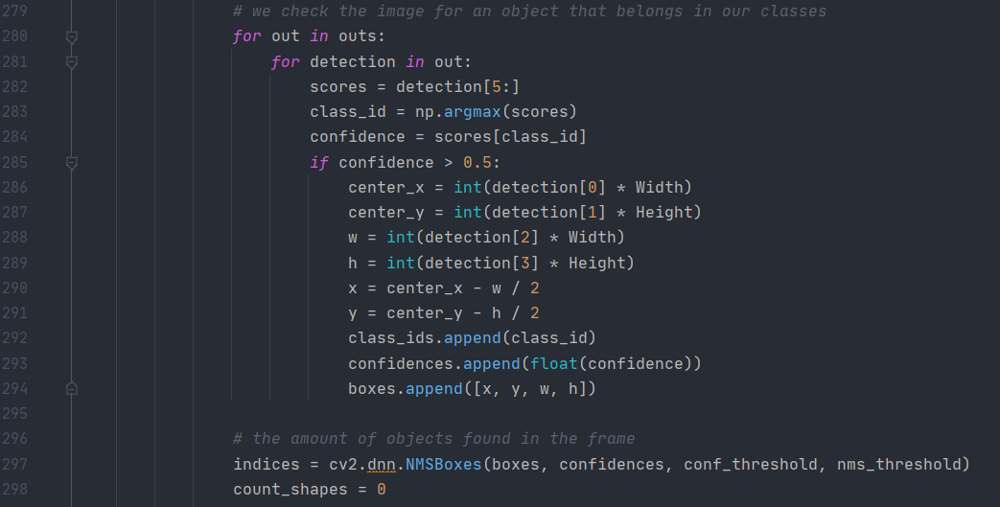 279 # we check the image for an object that belongs in our classes
280 for out in outs:
281 for detection in out:
282 scores = detection[5:]
283 class_id = np.argmax(scores)
284 confidence = scores[class_id]
285 if confidence > 0.5:
286 center_x = int(detection[0] * Width)
287 center_y = int(detection[1] * Height)
288 w = int(detection[2] * Width)
289 h = int(detection[3] * Height)
290 x = center_x - w / 2
291 y = center_y - h / 2
292 class_ids.append(class_id)
293 confidences.append(float(confidence))
294 boxes.append([x, y, w, h])
295
296 # the amount of objects found in the frame
297 indices = cv2.dnn.NMSBoxes(boxes, confidences, conf_threshold, nms_threshold)
298 count_shapes = 0